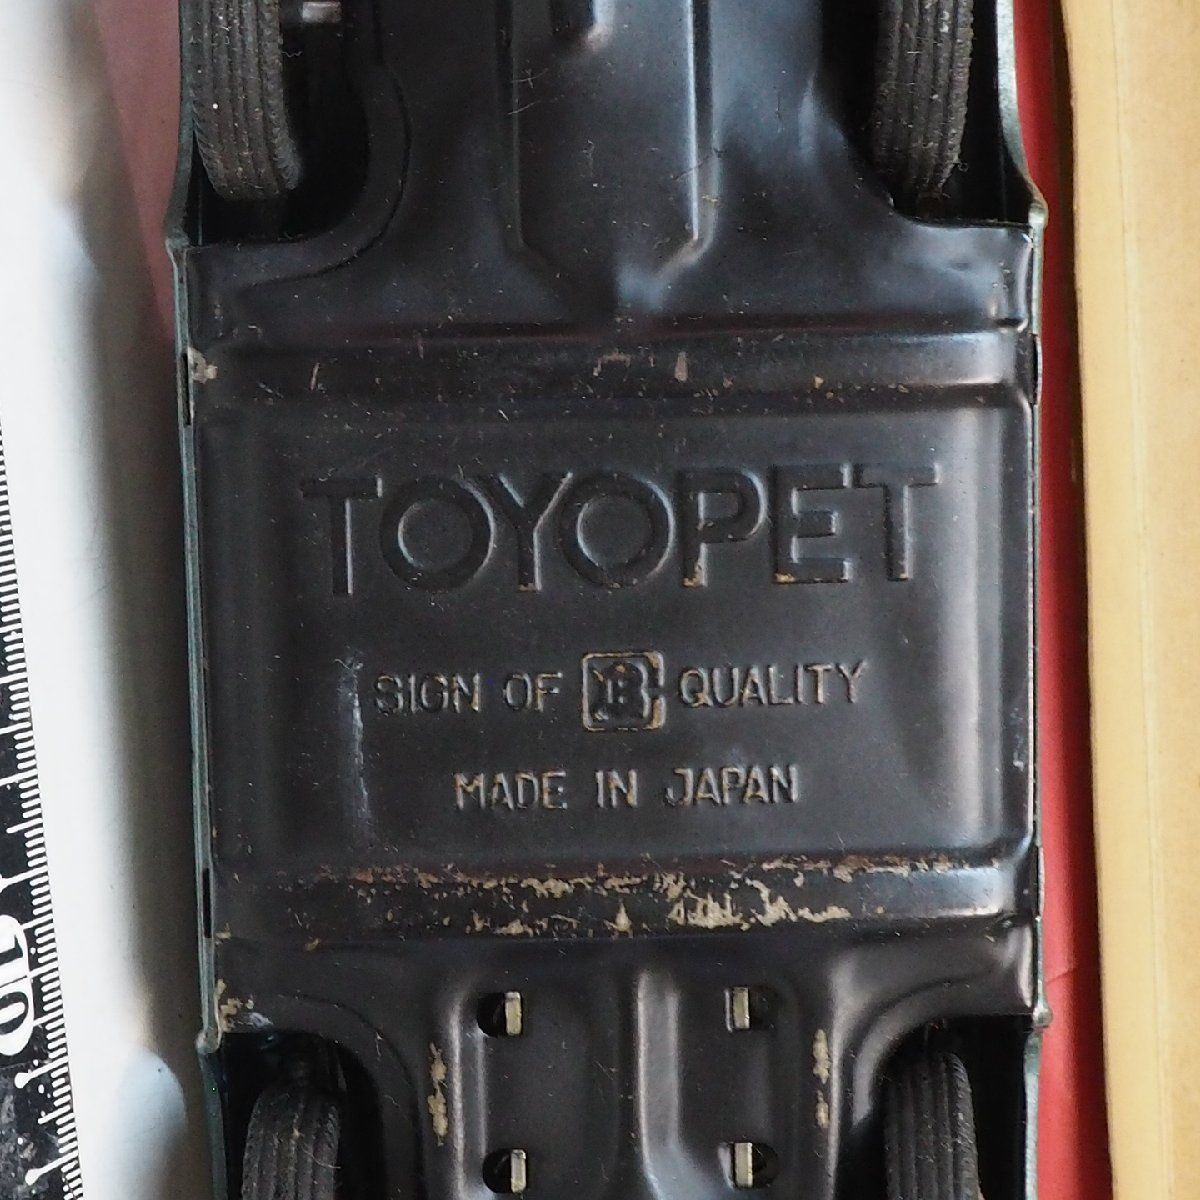 TOYOPET
SIGN OF B QUALITY
MADE IN JAPAN
10